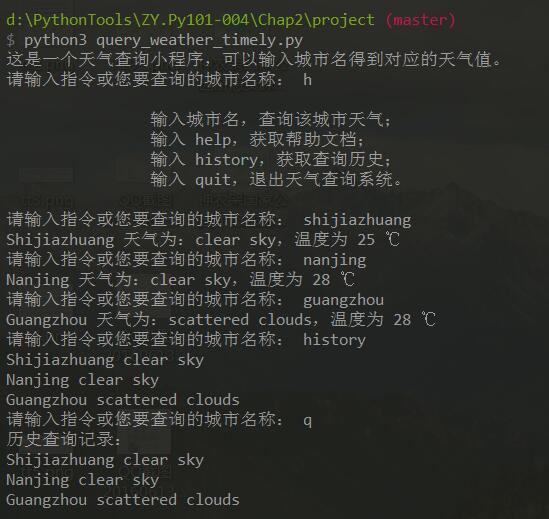 d:\PythonTools\ZY.Py101-004\Chap2\project (master)
$ python3 query_weather_timely.py
这是一个天气查询小程序，可以输入城市名得到对应的天气值。
请输入指令或您要查询的城市名称： h
输入城市名，查询该城市天气；
输入 help，获取帮助文档；
输入 history，获取查询历史；
输入 quit，退出天气查询系统。
请输入指令或您要查询的城市名称： shijiazhuang
Shijiazhuang 天气为：clear sky，温度为 25 ℃
请输入指令或您要查询的城市名称： nanjing
Nanjing 天气为：clear sky，温度为 28 ℃
请输入指令或您要查询的城市名称： guangzhou
Guangzhou 天气为：scattered clouds，温度为 28 ℃
请输入指令或您要查询的城市名称： history
Shijiazhuang clear sky
Nanjing clear sky
Guangzhou scattered clouds
请输入指令或您要查询的城市名称： q
历史查询记录：
Shijiazhuang clear sky
Nanjing clear sky
Guangzhou scattered clouds